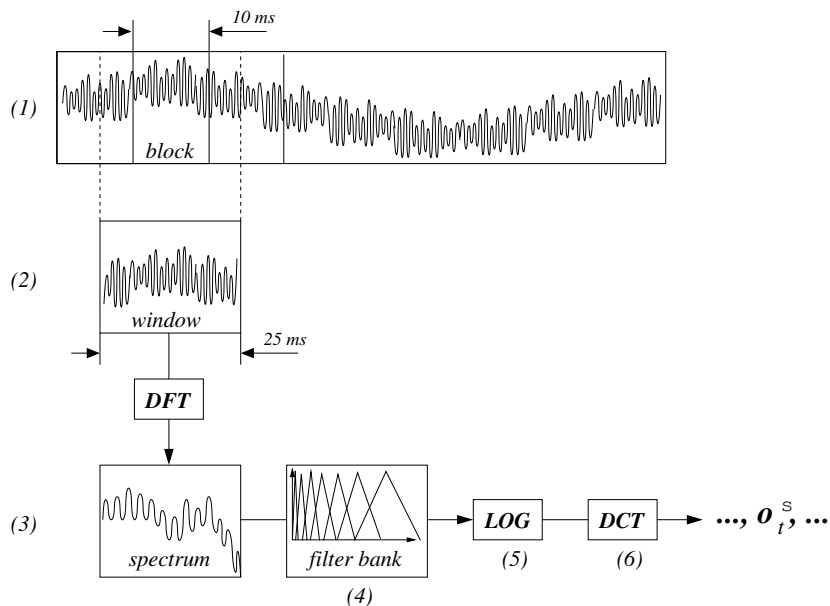 10 ms
(1)
block
(2)
window
25 ms
DFT
(3)
spectrum
filter bank
LOG
DCT
..., o_t^s, ...
(4)
(5)
(6)